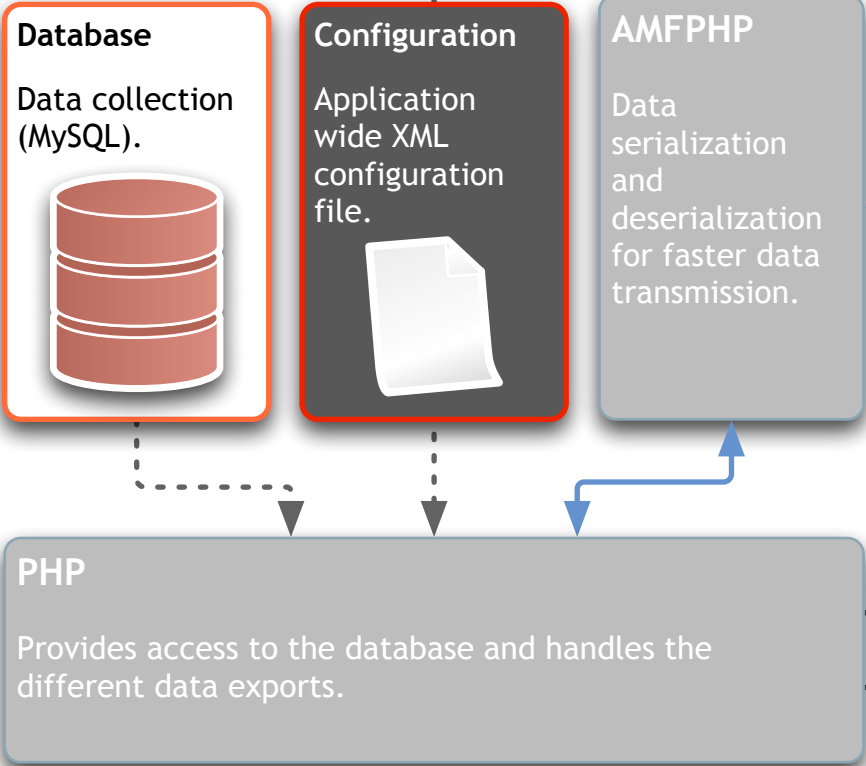 Database
Data collection
(MySQL).
Configuration
Application
wide XML
configuration
file.
AMFPHP
Data
serialization
and
deserialization
for faster data
transmission.
PHP
Provides access to the database and handles the
different data exports.